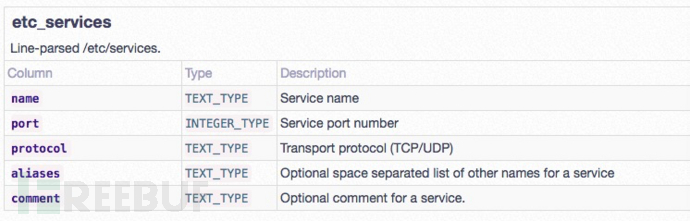 etc_services
Line-parsed /etc/services.
Column Type Description
name TEXT_TYPE Service name
port INTEGER_TYPE Service port number
protocol TEXT_TYPE Transport protocol (TCP/UDP)
aliases TEXT_TYPE Optional space separated list of other names for a service
comment TEXT_TYPE Optional comment for a service.
REEBUF